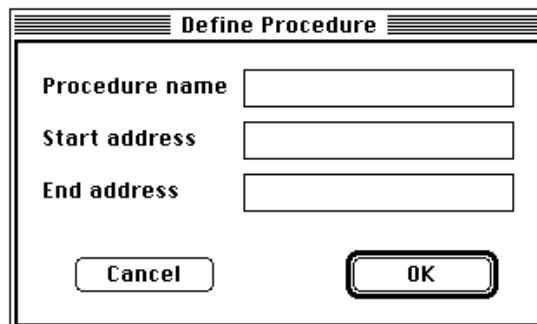 Define Procedure
Procedure name
Start address
End address
Cancel OK